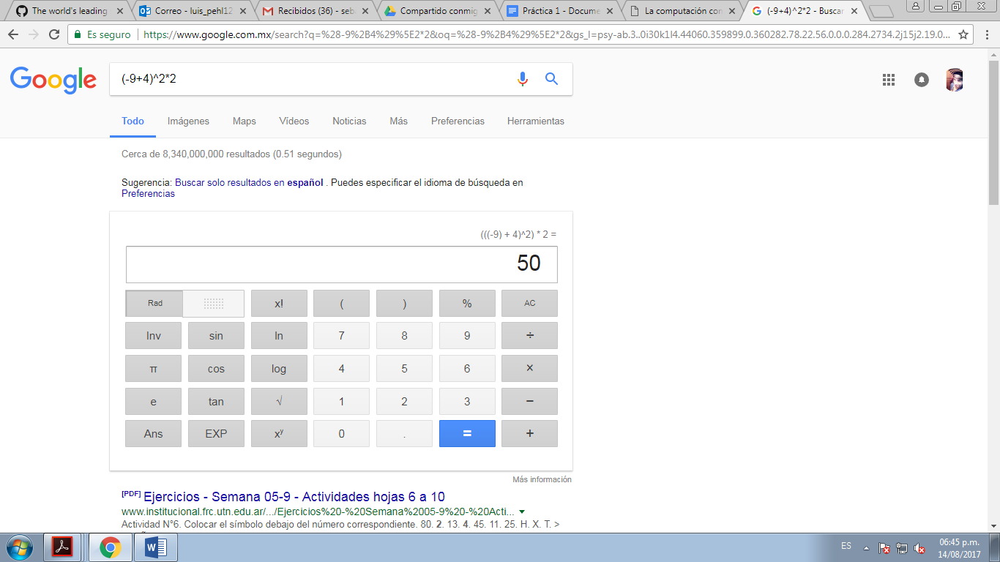 The world's leading
Correo - luis_pehl12
Recibidos (36) - seb
Compartido conmig
Práctica 1 - Docume
La computación con
(-9+4)^2*2 - Buscar
Es seguro
https://www.google.com.mx/search?q=%28-9%2B4%29%5E2*2&oq=%28-9%2B4%29%5E2*2&gs_l=psy-ab.3..0i30k1l4.44060.359899.0.360282.78.22.56.0.0.0.284.2734.2j15j2.19.0...
Google
(-9+4)^2*2
Todo Imágenes Maps Vídeos Noticias Más Preferencias Herramientas
Cerca de 8,340,000,000 resultados (0.51 segundos)
Sugerencia: Buscar solo resultados en español . Puedes especificar el idioma de búsqueda en
Preferencias
(((-9) + 4)^2) * 2 =
50
Rad x! ( ) % AC
Inv sin ln 7 8 9 ÷
π cos log 4 5 6 ×
e tan √ 1 2 3 −
Ans EXP xʸ 0 . = +
Más información
[PDF] Ejercicios - Semana 05-9 - Actividades hojas 6 a 10
www.institucional.frc.utn.edu.ar/.../Ejercicios%20-%20Semana%2005-9%20-%20Acti...
Actividad N°6. Colocar el símbolo debajo del número correspondiente. 80. 2. 13. 4. 45. 11. 25. H. X. T. >
ES
06:45 p.m.
14/08/2017